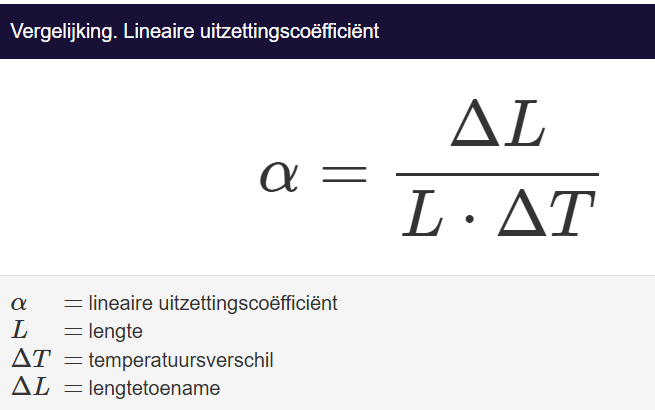 Vergelijking. Lineaire uitzettingscoëfficiënt
α = ΔL / (L · ΔT)
α = lineaire uitzettingscoëfficiënt
L = lengte
ΔT = temperatuursverschil
ΔL = lengtetoename